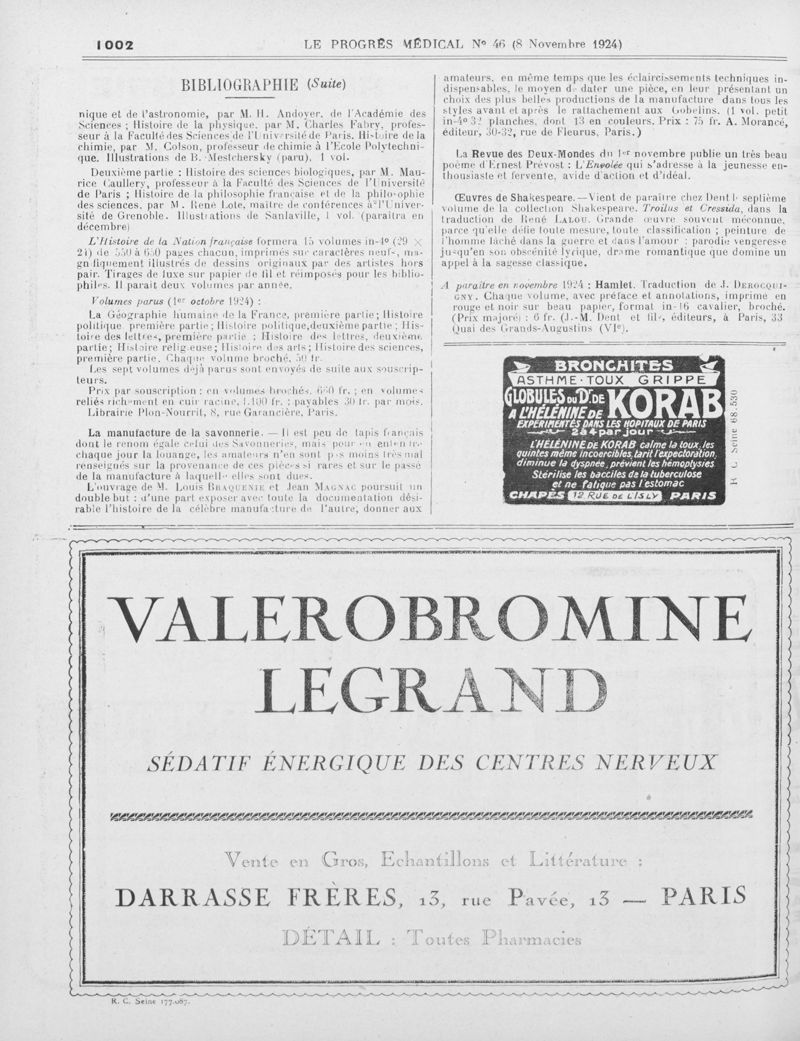 1002
LE PROGRÈS MÉDICAL Nº 46 (8 Novembre 1924)
BIBLIOGRAPHIE (Suite)
nique et de l'astronomie, par M. H. Andoyer, de l'Académie des
Sciences ; Histoire de la physique, par M. Charles Fabry, profes-
seur à la Faculté des Sciences de l'Université de Paris. Histoire de la
chimie, par M. Colson, professeur de chimie à l'Ecole Polytechni-
que. Illustrations de B. Mestchersky (paru). 1 vol.
Deuxième partie : Histoire des sciences biologiques, par M. Mau-
rice Caullery, professeur à la Faculté des Sciences de l'Université
de Paris ; Histoire de la philosophie française et de la philosophie
des sciences, par M. René Lote, maître de conférences à l'Univer-
sité de Grenoble. Illustrations de Sanlaville, 1 vol. (paraîtra en
décembre)
L'Histoire de la Nation française formera 15 volumes in-4º (29 ×
21) de 550 à 650 pages chacun, imprimés sur caractères neufs, ma-
gnifiquement illustrés de dessins originaux par des artistes hors
pair. Tirages de luxe sur papier de fil et réimposés pour les biblio-
philes. Il parait deux volumes par année.
Volumes parus (1er octobre 1924) :
La Géographie humaine de la France, première partie ; Histoire
politique première partie ; Histoire politique, deuxième partie ; His-
toire des lettres, première partie ; Histoire des lettres, deuxième
partie ; Histoire religieuse ; Histoire des arts ; Histoire des sciences,
première partie. Chaque volume broché. 50 fr.
Les sept volumes déjà parus sont envoyés de suite aux souscrip-
teurs.
Prix par souscription : en volumes brochés, 650 fr. ; en volumes
reliés richement en cuir racine, 1.100 fr. ; payables 30 fr. par mois.
Librairie Plon-Nourrit, 8, rue Garancière, Paris.
La manufacture de la savonnerie. — Il est peu de tapis français
dont le renom égale celui des Savonneries, mais pour en entendre
chaque jour la louange, les amateurs n'en sont pas moins très mal
renseignés sur la provenance de ces pièces si rares et sur le passé
de la manufacture à laquelle elles sont dues.
L'ouvrage de M. Louis BRAQUENIE et Jean MAGNAC poursuit un
double but : d'une part exposer avec toute la documentation dési-
rable l'histoire de la célèbre manufacture de l'autre, donner aux
amateurs, en même temps que les éclaircissements techniques in-
dispensables, le moyen de dater une pièce, en leur présentant un
choix des plus belles productions de la manufacture dans tous les
styles avant et après le rattachement aux Gobelins. (1 vol. petit
in-4º 32 planches, dont 13 en couleurs. Prix : 75 fr. A. Morancé,
éditeur, 30-32, rue de Fleurus, Paris.)
La Revue des Deux-Mondes du 1er novembre publie un très beau
poème d'Ernest Prévost : L'Envolée qui s'adresse à la jeunesse en-
thousiaste et fervente, avide d'action et d'idéal.
Œuvres de Shakespeare. — Vient de paraître chez Dent le septième
volume de la collection Shakespeare. Troïlus et Cressida, dans la
traduction de René LALOU. Grande œuvre souvent méconnue,
parce qu'elle défie toute mesure, toute classification ; peinture de
l'homme lâché dans la guerre et dans l'amour : parodie vengeresse
jusqu'en son obscénité lyrique, drame romantique que domine un
appel à la sagesse classique.
A paraître en novembre 1924 : Hamlet. Traduction de J. DEROCQUI-
GNY. Chaque volume, avec préface et annotations, imprimé en
rouge et noir sur beau papier, format in-16 cavalier, broché.
(Prix majoré) : 6 fr. (J.-M. Dent et fils, éditeurs, à Paris, 33
Quai des Grands-Augustins (VIe).
BRONCHITES
ASTHME · TOUX GRIPPE
GLOBULES DU Dr. DE
A L'HÉLÉNINE DE KORAB
EXPÉRIMENTÉS DANS LES HOPITAUX DE PARIS
2 à 4 par jour
L'HÉLÉNINE DE KORAB calme la toux, les
quintes même incoercibles, tarit l'expectoration,
diminue la dyspnée, prévient les hémoptysies
Stérilise les bacilles de la tuberculose
et ne fatigue pas l'estomac
CHAPÈS 12 RUE DE L'ISLY PARIS
R C Seine 68.530
VALEROBROMINE
LEGRAND
SÉDATIF ÉNERGIQUE DES CENTRES NERVEUX
Vente en Gros, Echantillons et Littérature :
DARRASSE FRÈRES, 13, rue Pavée, 13 — PARIS
DÉTAIL : Toutes Pharmacies
R. C. Seine 177.087.